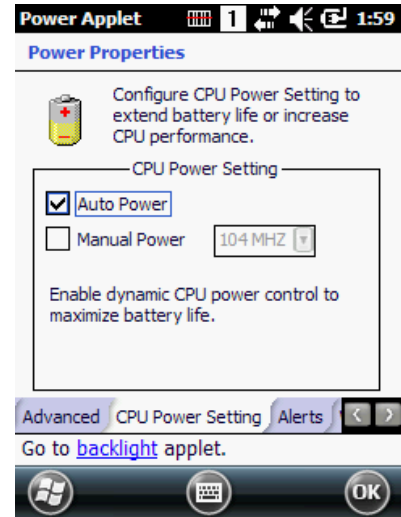 Power Applet 1 1:59
Power Properties
Configure CPU Power Setting to
extend battery life or increase
CPU performance.
CPU Power Setting
Auto Power
Manual Power 104 MHZ
Enable dynamic CPU power control to
maximize battery life.
Advanced CPU Power Setting Alerts
Go to backlight applet.
OK